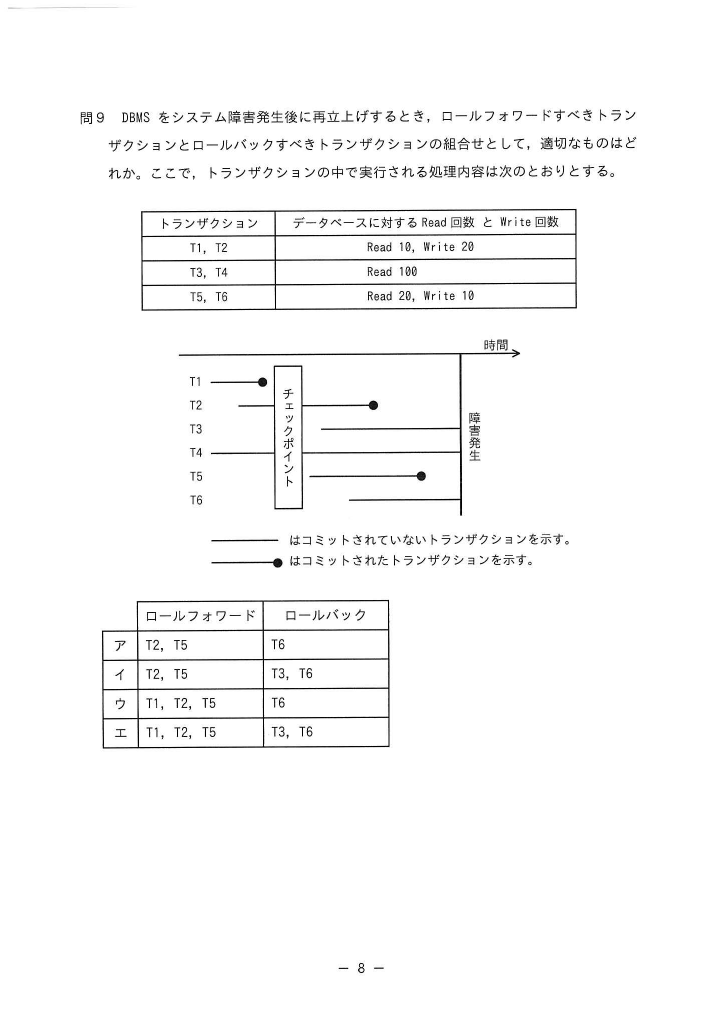 問９　DBMS をシステム障害発生後に再立上げするとき，ロールフォワードすべきトラン
ザクションとロールバックすべきトランザクションの組合せとして，適切なものはど
れか。ここで，トランザクションの中で実行される処理内容は次のとおりとする。
トランザクション　データベースに対する Read 回数 と Write 回数
T1, T2　Read 10, Write 20
T3, T4　Read 100
T5, T6　Read 20, Write 10
時間
T1
T2
T3
T4
T5
T6
チェックポイント
障害発生
はコミットされていないトランザクションを示す。
はコミットされたトランザクションを示す。
ロールフォワード　ロールバック
ア　T2, T5　T6
イ　T2, T5　T3, T6
ウ　T1, T2, T5　T6
エ　T1, T2, T5　T3, T6
－ 8 －